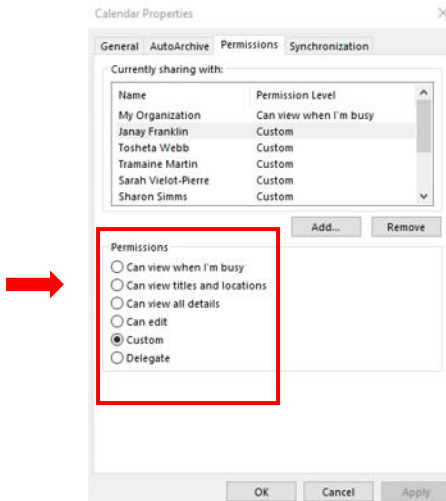 Calendar Properties
General AutoArchive Permissions Synchronization
Currently sharing with:
Name Permission Level
My Organization Can view when I'm busy
Janay Franklin Custom
Tosheta Webb Custom
Tramaine Martin Custom
Sarah Vielot-Pierre Custom
Sharon Simms Custom
Add... Remove
Permissions
Can view when I'm busy
Can view titles and locations
Can view all details
Can edit
Custom
Delegate
OK Cancel Apply